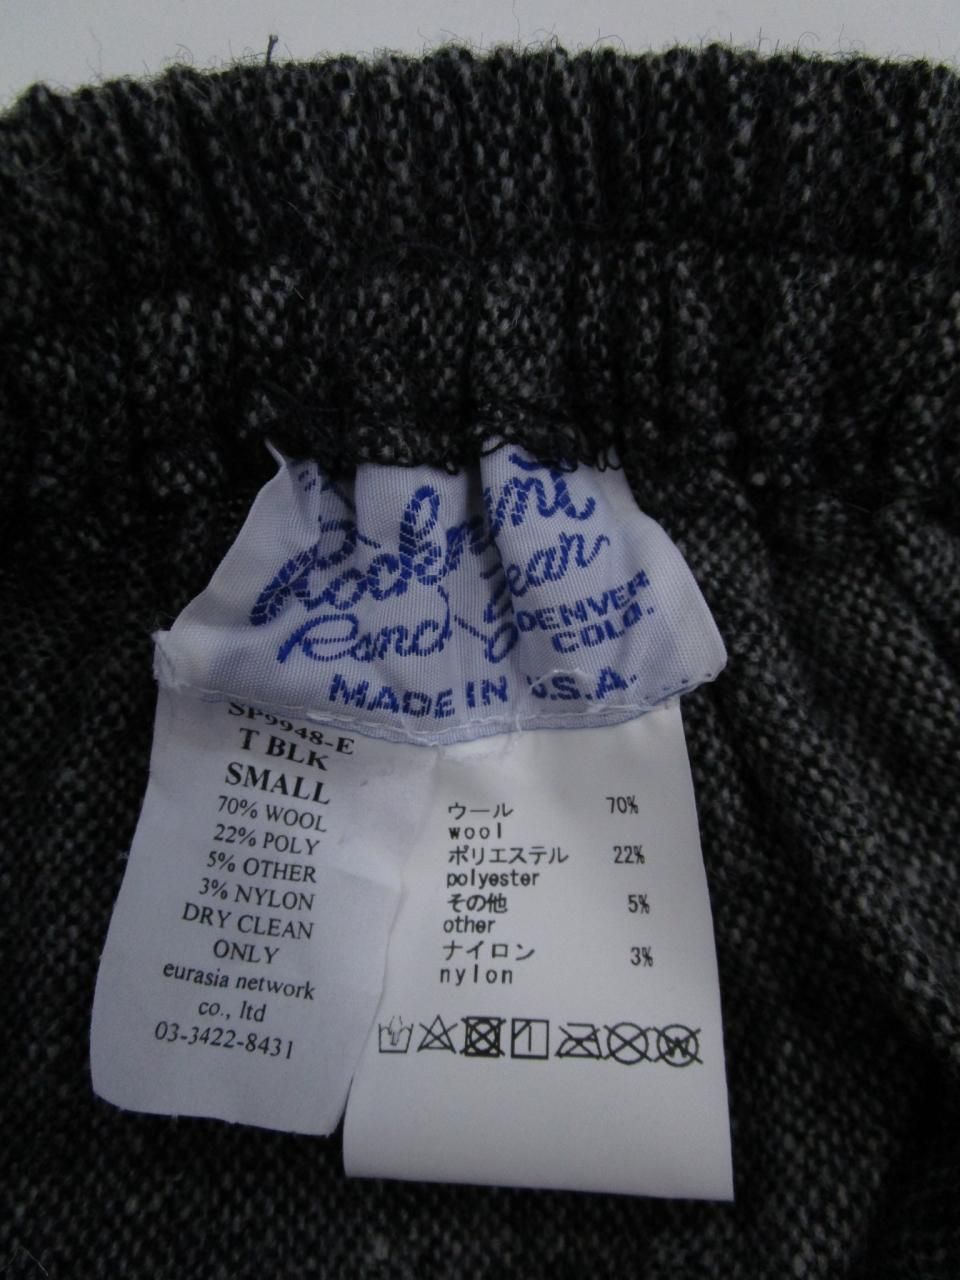 Rockmount
Ranch Wear
DENVER
COLO.
MADE IN U.S.A.
SP9948-E
T BLK
SMALL
70% WOOL
22% POLY
5% OTHER
3% NYLON
DRY CLEAN
ONLY
eurasia network
co., ltd
03-3422-8431
ウール 70%
wool
ポリエステル 22%
polyester
その他 5%
other
ナイロン 3%
nylon
W